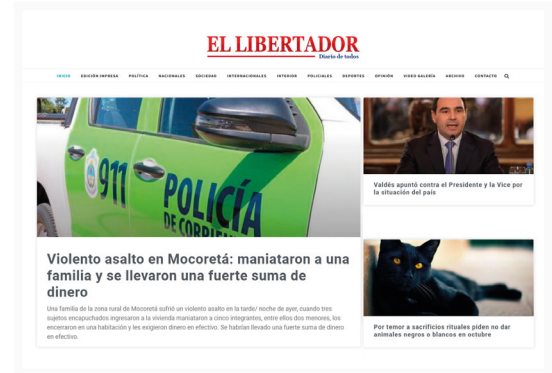 EL LIBERTADOR
Diario de todos
INICIO EDICIÓN IMPRESA POLÍTICA NACIONALES SOCIEDAD INTERNACIONALES INTERIOR POLICIALES DEPORTES OPINIÓN VIDEO GALERÍA ARCHIVO CONTACTO
911
POLICÍA
DE CORRIEN
Valdés apuntó contra el Presidente y la Vice por
la situación del país
Violento asalto en Mocoretá: maniataron a una
familia y se llevaron una fuerte suma de
dinero
Una familia de la zona rural de Mocoretá sufrió un violento asalto en la tarde/ noche de ayer, cuando tres
sujetos encapuchados ingresaron a la vivienda maniataron a cinco integrantes, entre ellos dos menores, los
encerraron en una habitación y les exigieron dinero en efectivo. Se habrían llevado una fuerte suma de dinero
en efectivo.
Por temor a sacrificios rituales piden no dar
animales negros o blancos en octubre